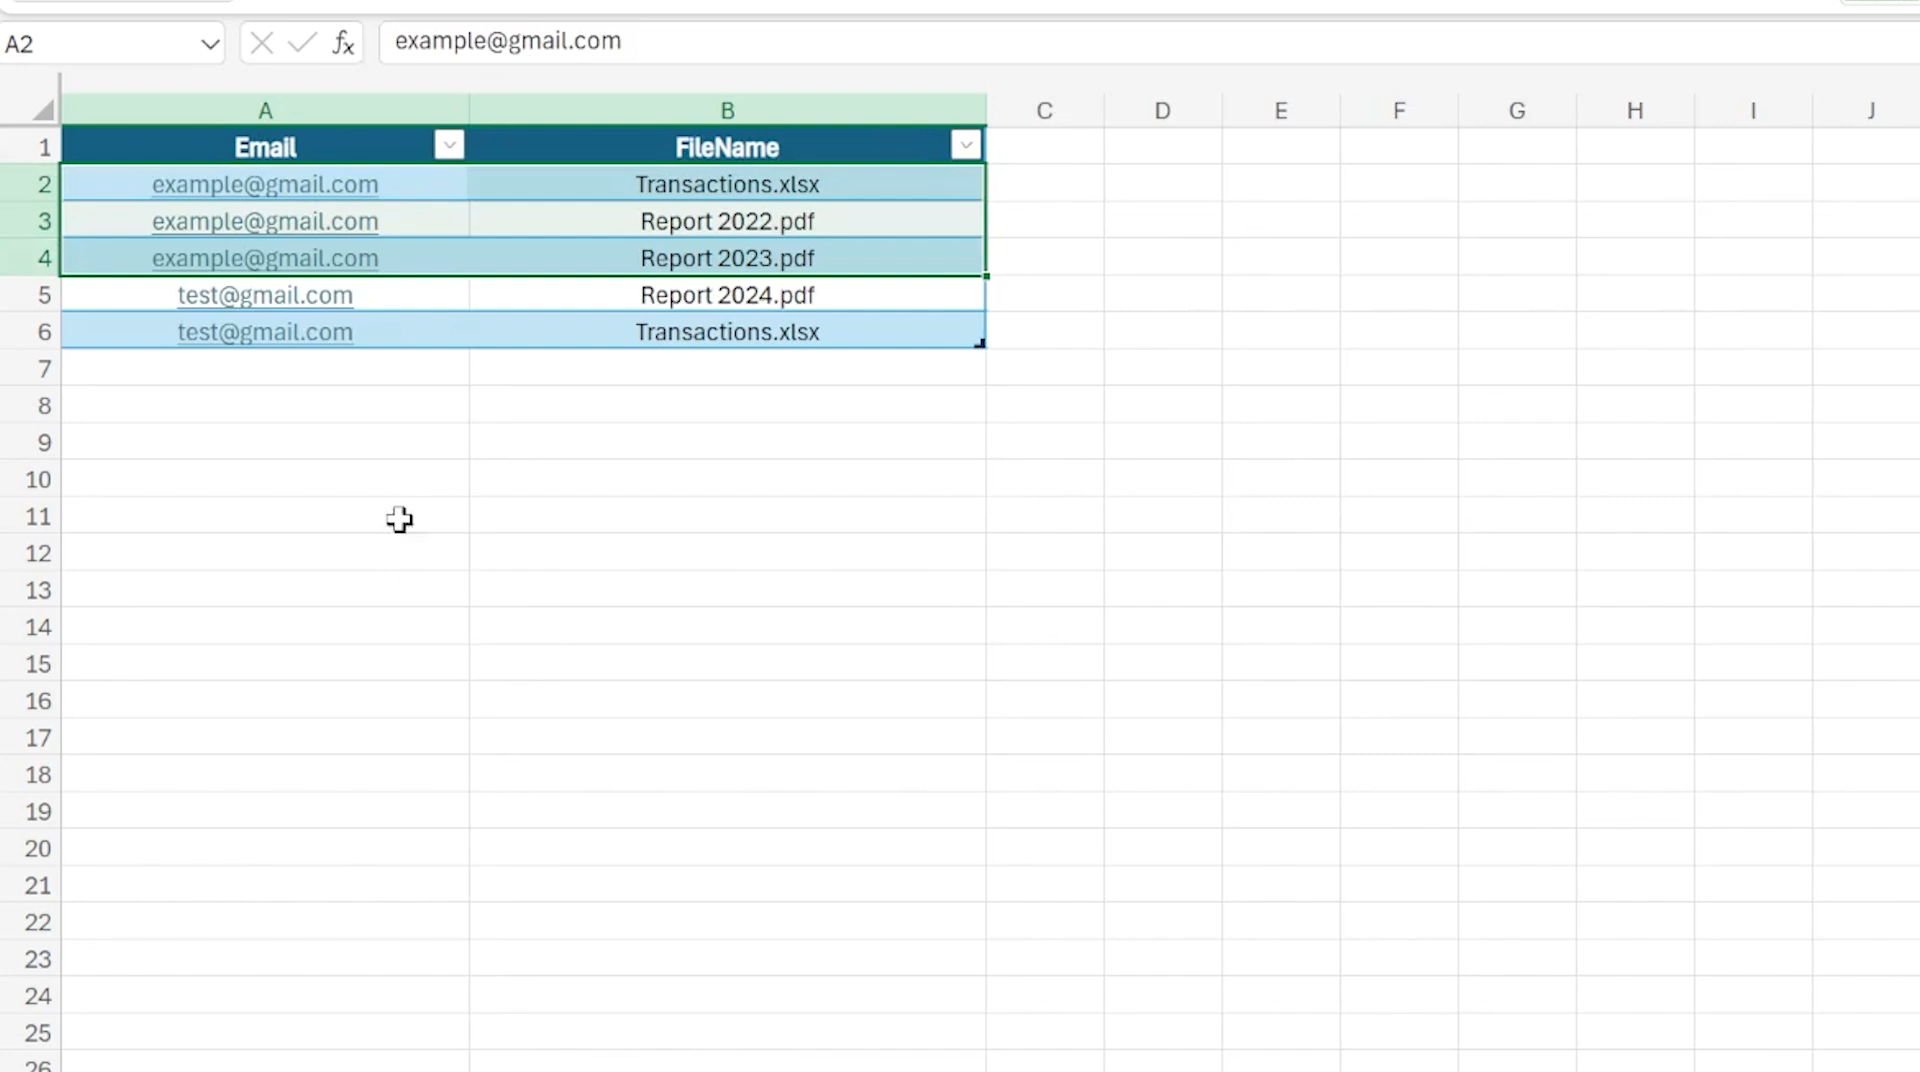 A2 fx example@gmail.com
A B C D E F G H I J
1 Email FileName
2 example@gmail.com Transactions.xlsx
3 example@gmail.com Report 2022.pdf
4 example@gmail.com Report 2023.pdf
5 test@gmail.com Report 2024.pdf
6 test@gmail.com Transactions.xlsx
7
8
9
10
11
12
13
14
15
16
17
18
19
20
21
22
23
24
25
26